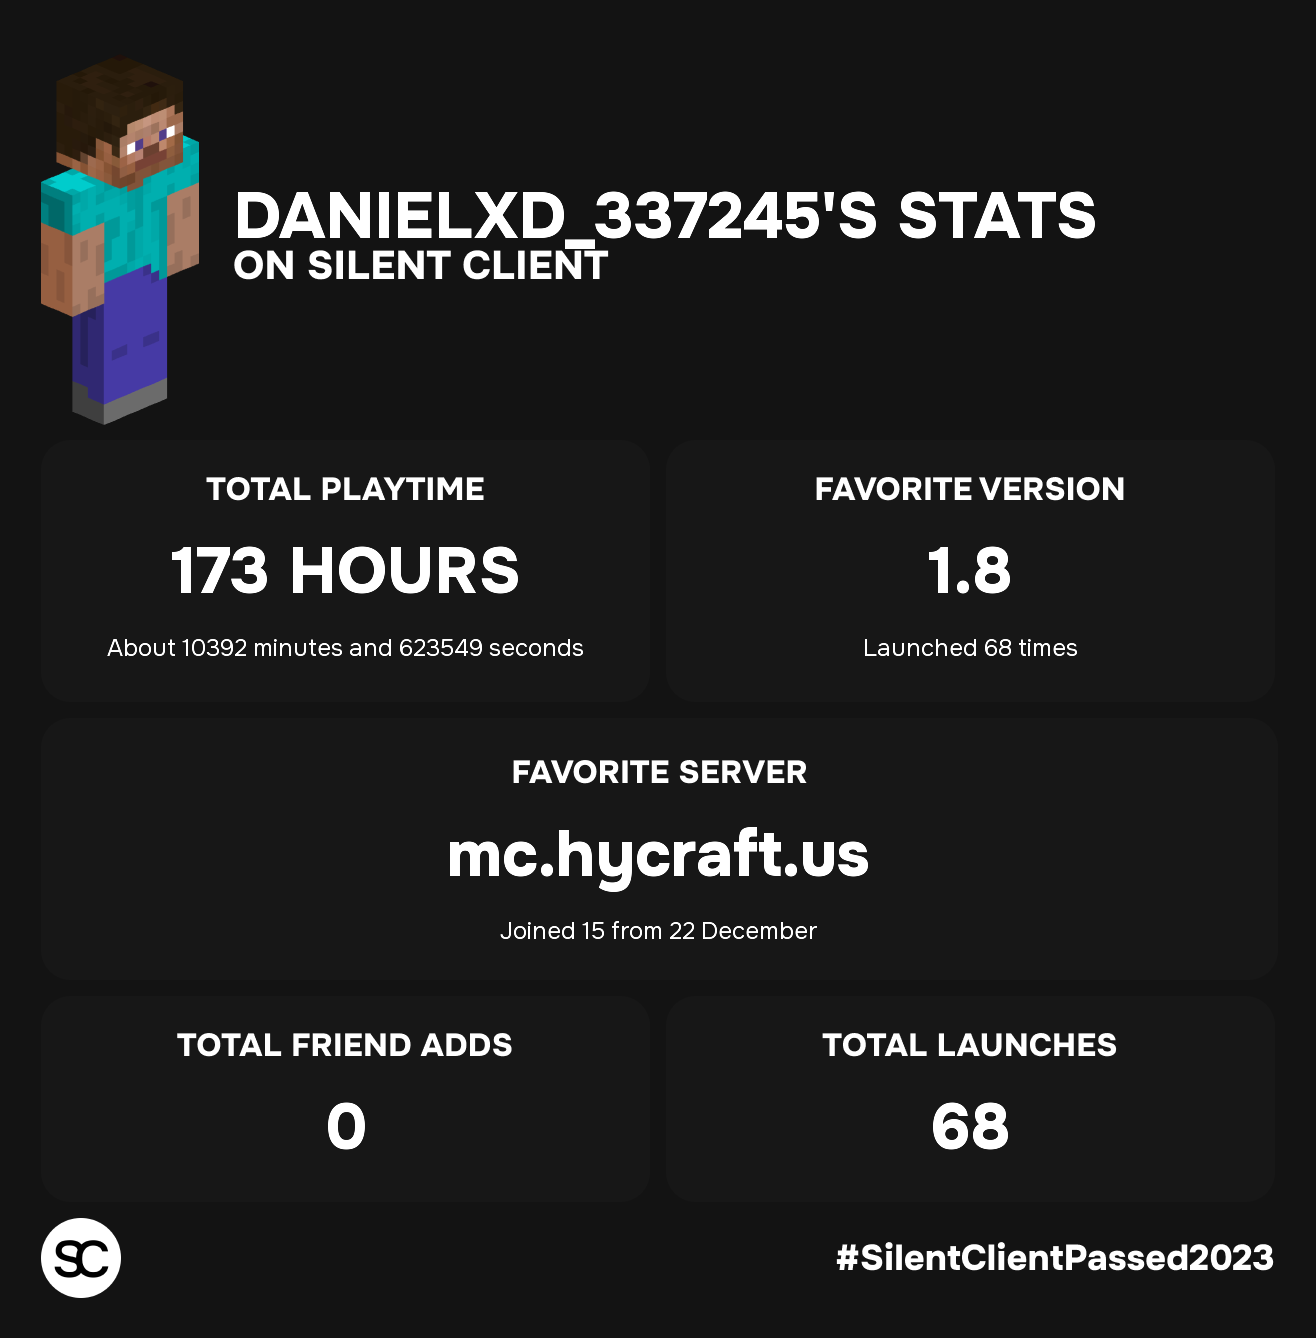 DANIELXD_337245'S STATS
ON SILENT CLIENT
TOTAL PLAYTIME
173 HOURS
About 10392 minutes and 623549 seconds
FAVORITE VERSION
1.8
Launched 68 times
FAVORITE SERVER
mc.hycraft.us
Joined 15 from 22 December
TOTAL FRIEND ADDS
0
TOTAL LAUNCHES
68
SC
#SilentClientPassed2023